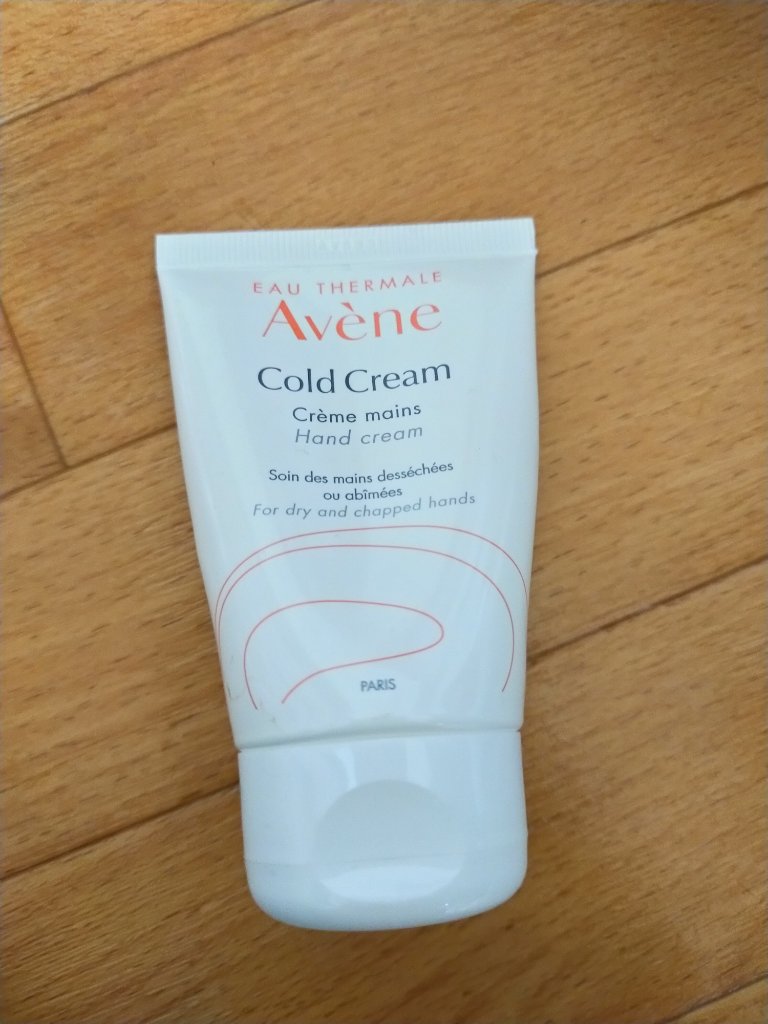 EAU THERMALE
Avène
Cold Cream
Crème mains
Hand cream
Soin des mains desséchées
ou abîmées
For dry and chapped hands
PARIS